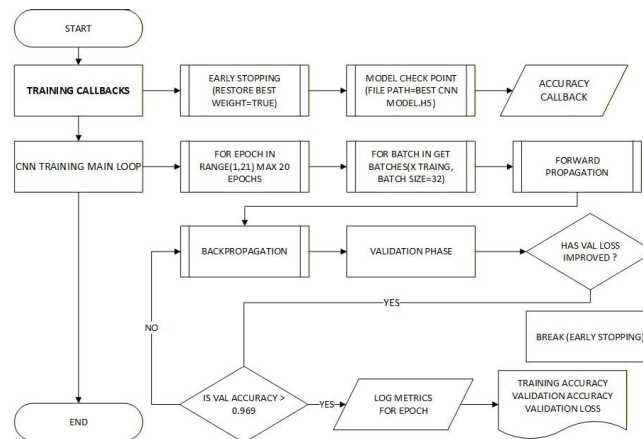 START
TRAINING CALLBACKS
EARLY STOPPING
(RESTORE BEST
WEIGHT=TRUE)
MODEL CHECK POINT
(FILE PATH=BEST CNN
MODEL.H5)
ACCURACY
CALLBACK
CNN TRAINING MAIN LOOP
FOR EPOCH IN
RANGE(1,21) MAX 20
EPOCHS
FOR BATCH IN GET
BATCHES(X TRAING,
BATCH SIZE=32)
FORWARD
PROPAGATION
BACKPROPAGATION
VALIDATION PHASE
HAS VAL LOSS
IMPROVED ?
YES
NO
BREAK (EARLY STOPPING)
END
IS VAL ACCURACY >
0.969
YES
LOG METRICS
FOR EPOCH
TRAINING ACCURACY
VALIDATION ACCURACY
VALIDATION LOSS